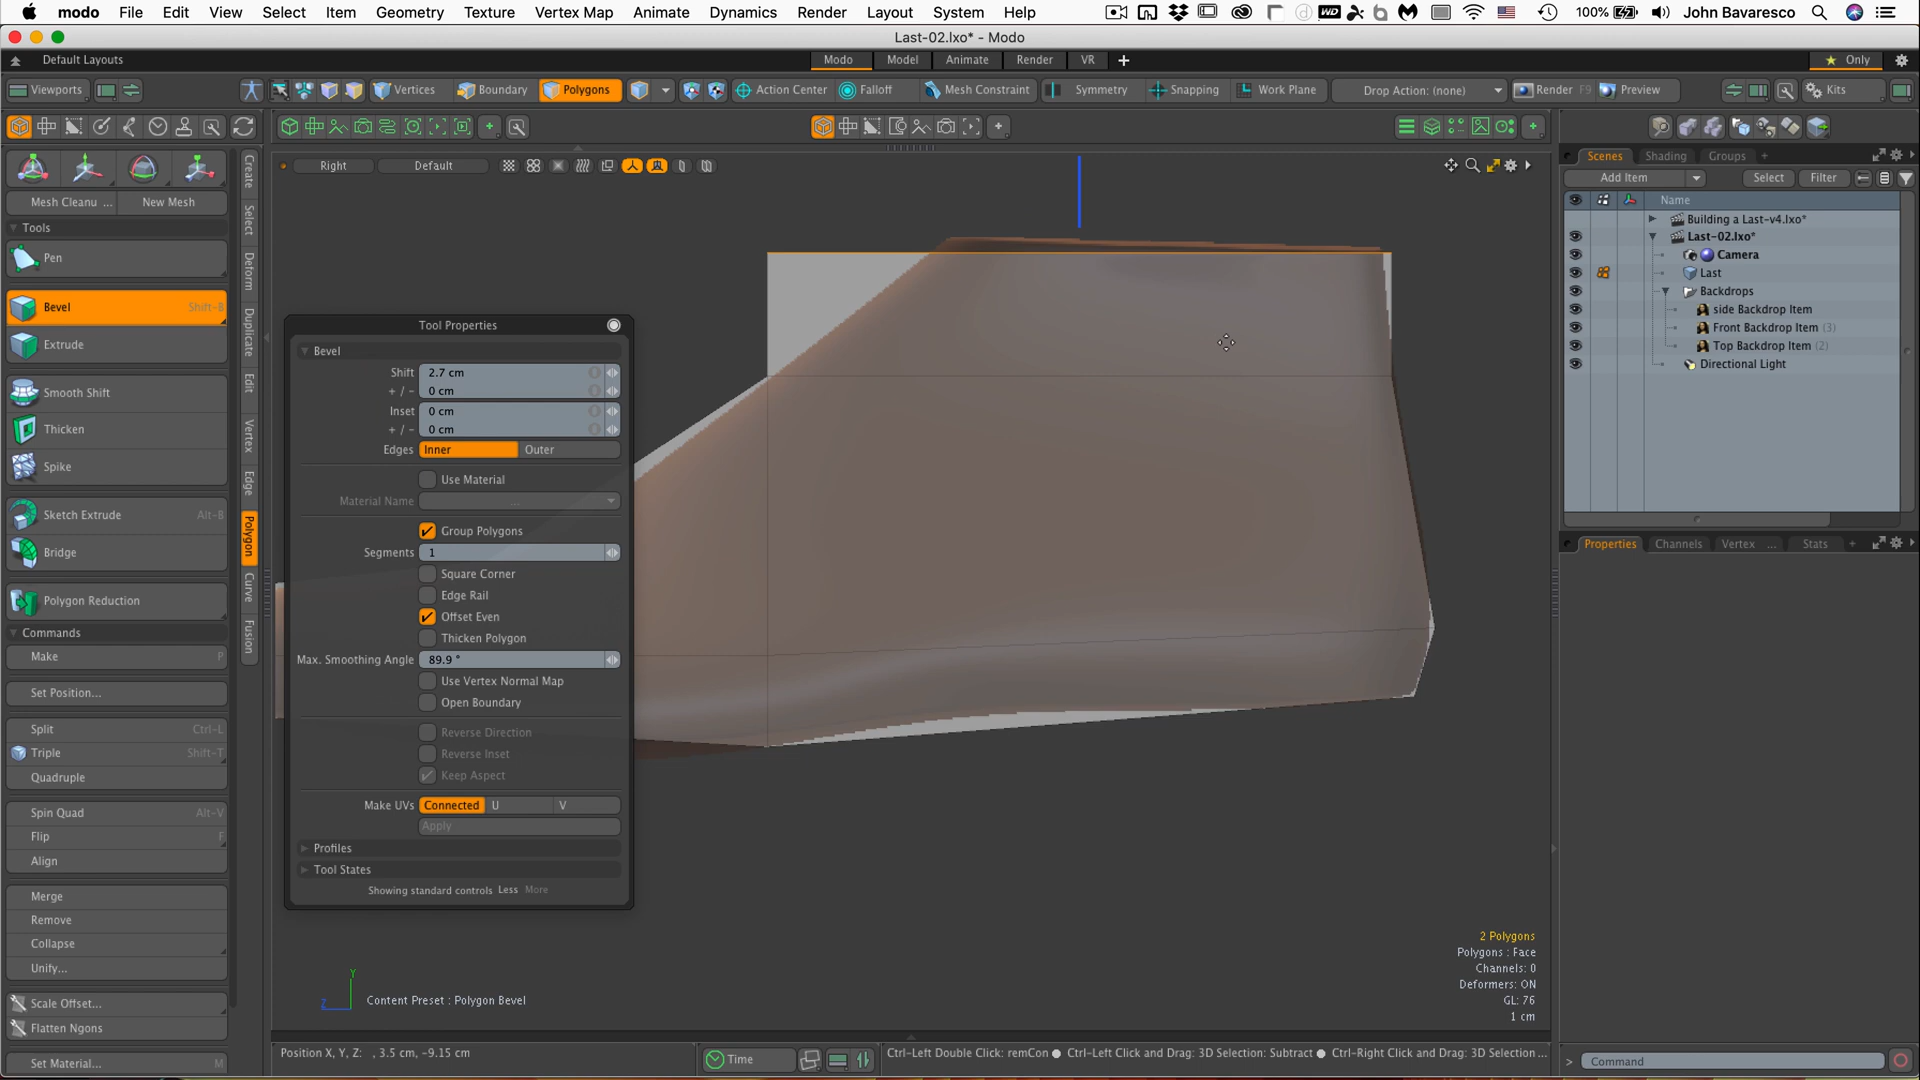 modo File Edit View Select Item Geometry Texture Vertex Map Animate Dynamics Render Layout System Help 100% John Bavaresco
Last-02.lxo* - Modo
Default Layouts Modo Model Animate Render VR Only
Viewports Vertices Boundary Polygons Action Center Falloff Mesh Constraint Symmetry Snapping Work Plane Drop Action: (none) Render F9 Preview Kits
Right Default
Mesh Cleanu ... New Mesh
Tools
Pen
Bevel Shift-B
Extrude
Smooth Shift
Thicken
Spike
Sketch Extrude Alt-B
Bridge
Polygon Reduction
Commands
Make P
Set Position...
Split Ctrl-L
Triple Shift-T
Quadruple
Spin Quad Alt-V
Flip F
Align
Merge
Remove
Collapse
Unify...
Scale Offset...
Flatten Ngons
Set Material... M
Create
Select
Deform
Duplicate
Edit
Vertex
Edge
Polygon
Curve
Fusion
Tool Properties
Bevel
Shift 2.7 cm
+ / - 0 cm
Inset 0 cm
+ / - 0 cm
Edges Inner Outer
Use Material
Material Name ...
Group Polygons
Segments 1
Square Corner
Edge Rail
Offset Even
Thicken Polygon
Max. Smoothing Angle 89.9 °
Use Vertex Normal Map
Open Boundary
Reverse Direction
Reverse Inset
Keep Aspect
Make UVs Connected U V
Apply
Profiles
Tool States
Showing standard controls Less More
Y
Z
Content Preset : Polygon Bevel
2 Polygons
Polygons : Face
Channels: 0
Deformers: ON
GL: 76
1 cm
Scenes Shading Groups +
Add Item Select Filter
Name
Building a Last-v4.lxo*
Last-02.lxo*
Camera
Last
Backdrops
side Backdrop Item
Front Backdrop Item (3)
Top Backdrop Item (2)
Directional Light
Properties Channels Vertex ... Stats +
Position X, Y, Z: , 3.5 cm, -9.15 cm
Time
Ctrl-Left Double Click: remCon ● Ctrl-Left Click and Drag: 3D Selection: Subtract ● Ctrl-Right Click and Drag: 3D Selection ...
> Command